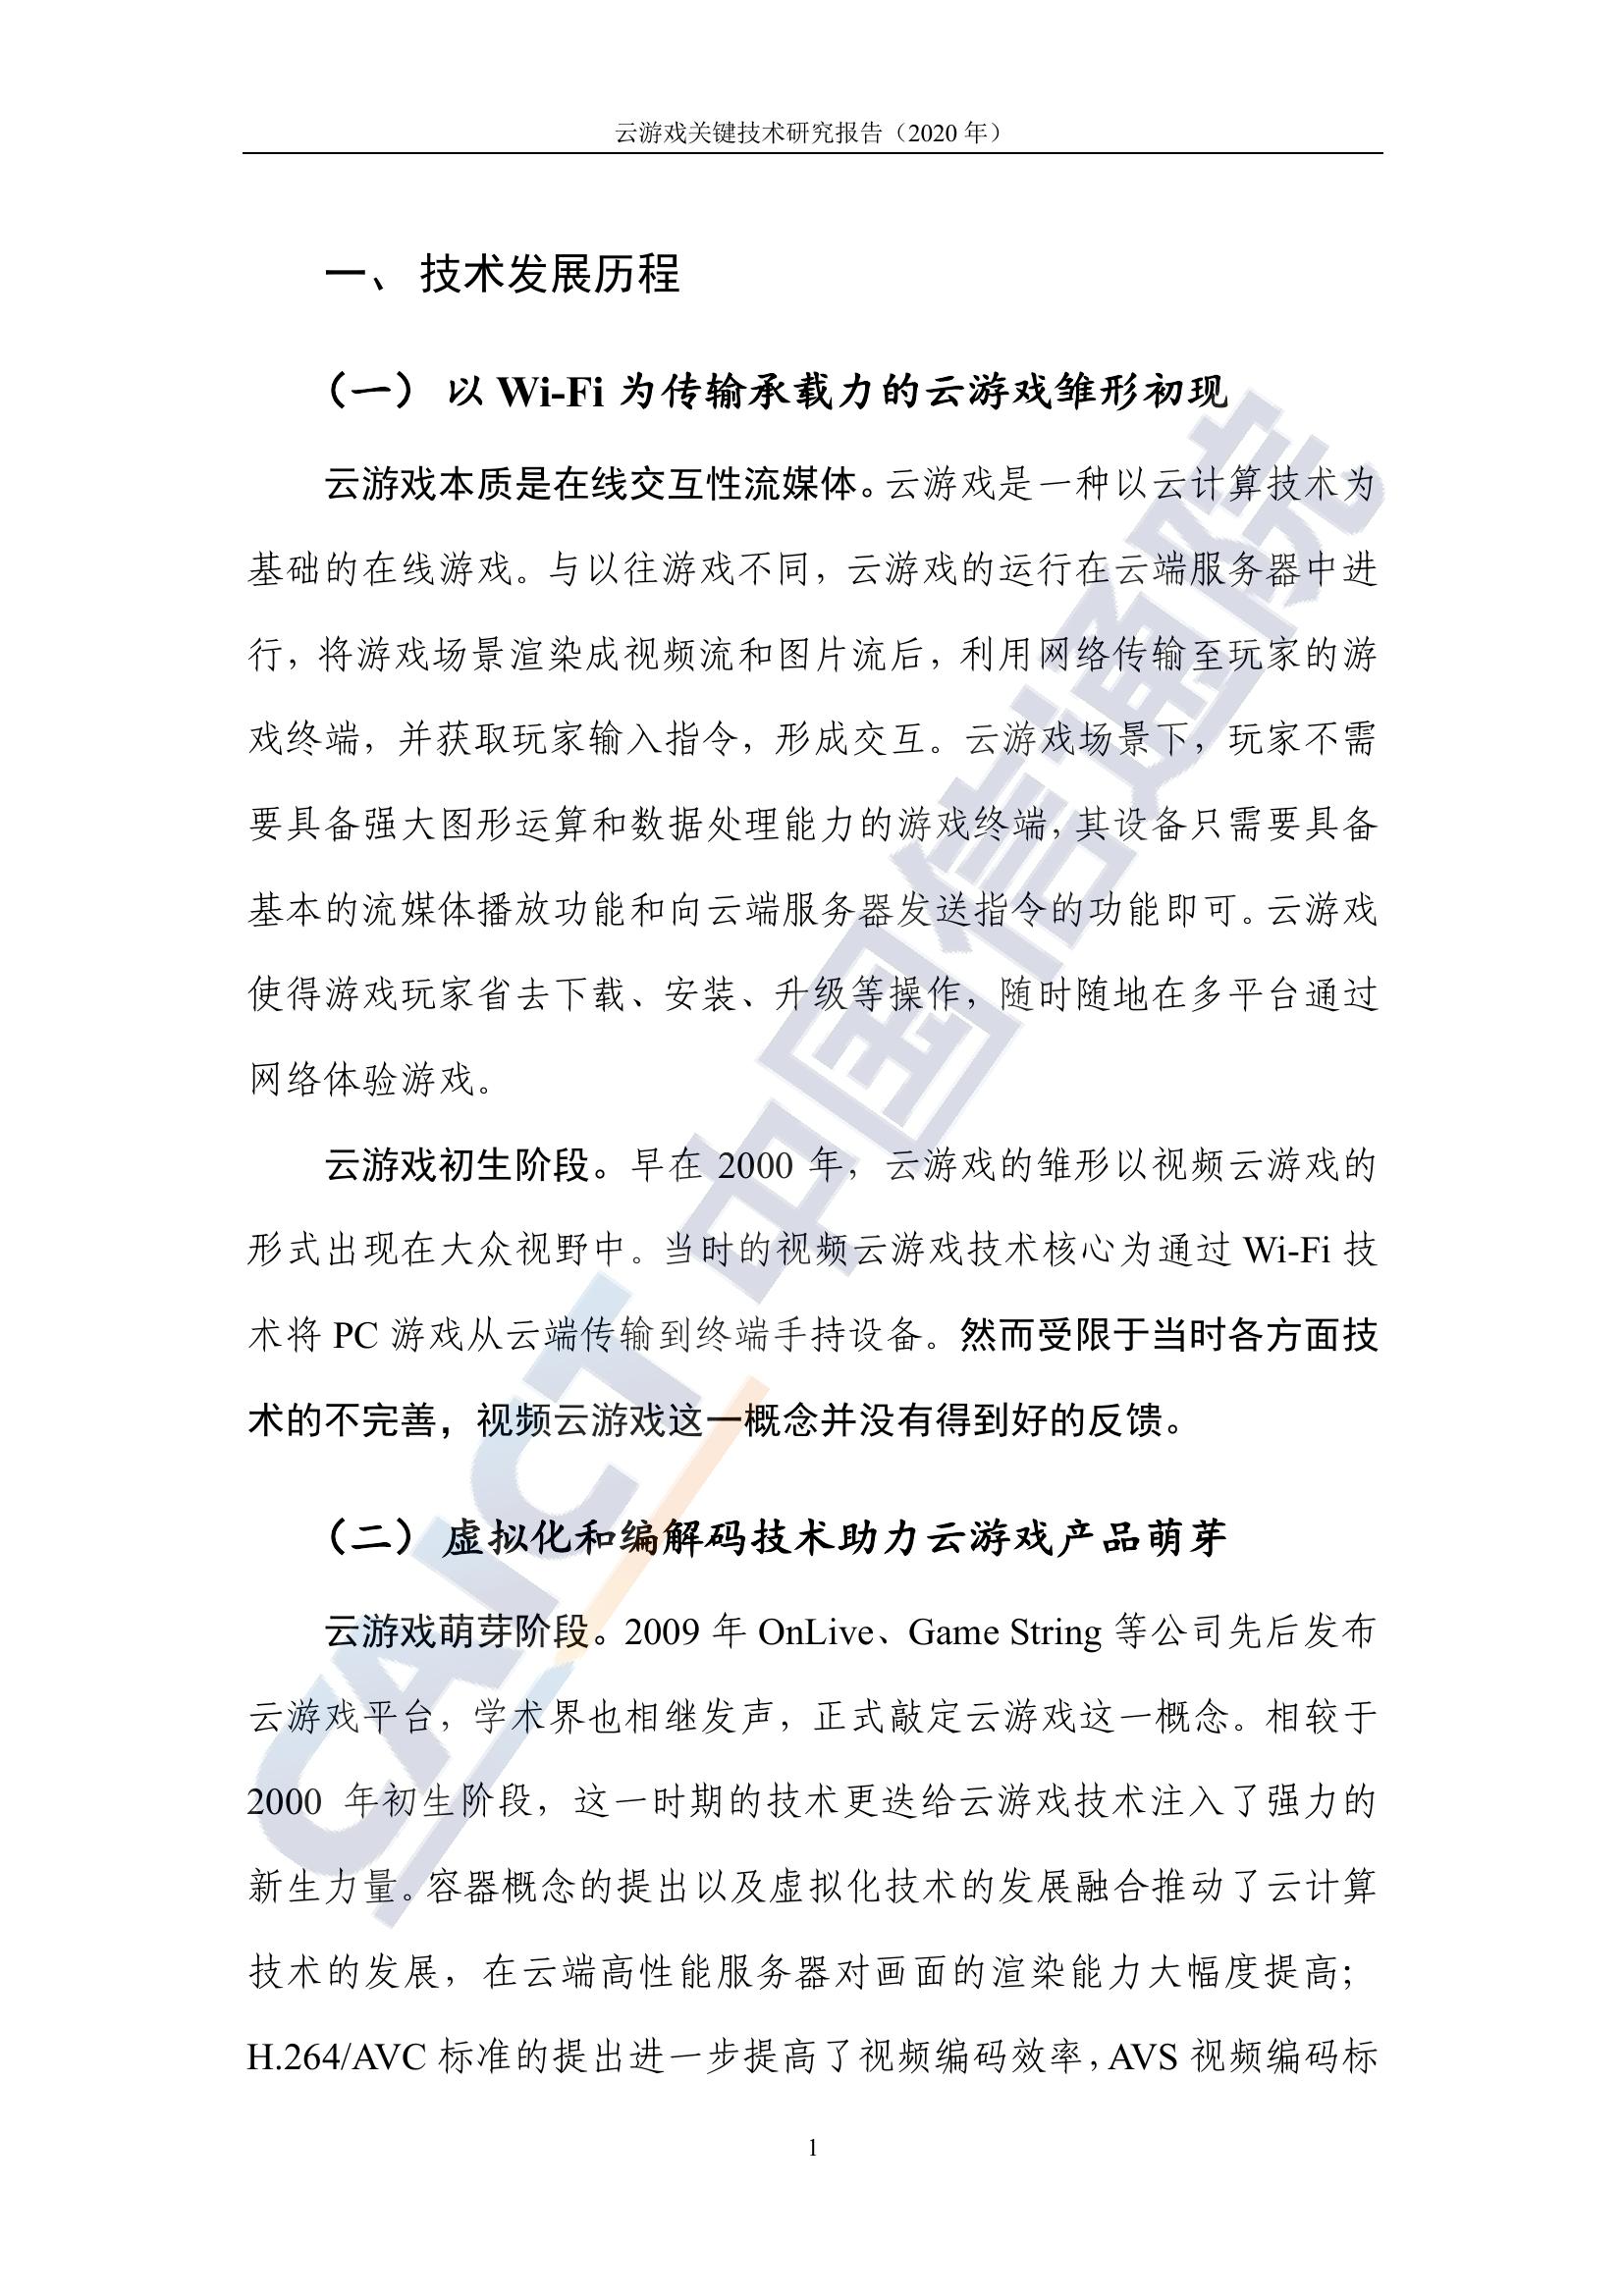 云游戏关键技术研究报告（2020 年）
一、 技术发展历程
（一） 以 Wi-Fi 为传输承载力的云游戏雏形初现
云游戏本质是在线交互性流媒体。云游戏是一种以云计算技术为
基础的在线游戏。与以往游戏不同，云游戏的运行在云端服务器中进
行，将游戏场景渲染成视频流和图片流后，利用网络传输至玩家的游
戏终端，并获取玩家输入指令，形成交互。云游戏场景下，玩家不需
要具备强大图形运算和数据处理能力的游戏终端，其设备只需要具备
基本的流媒体播放功能和向云端服务器发送指令的功能即可。云游戏
使得游戏玩家省去下载、安装、升级等操作，随时随地在多平台通过
网络体验游戏。
云游戏初生阶段。早在 2000 年，云游戏的雏形以视频云游戏的
形式出现在大众视野中。当时的视频云游戏技术核心为通过 Wi-Fi 技
术将 PC 游戏从云端传输到终端手持设备。然而受限于当时各方面技
术的不完善，视频云游戏这一概念并没有得到好的反馈。
（二） 虚拟化和编解码技术助力云游戏产品萌芽
云游戏萌芽阶段。2009 年 OnLive、Game String 等公司先后发布
云游戏平台，学术界也相继发声，正式敲定云游戏这一概念。相较于
2000 年初生阶段，这一时期的技术更迭给云游戏技术注入了强力的
新生力量。容器概念的提出以及虚拟化技术的发展融合推动了云计算
技术的发展，在云端高性能服务器对画面的渲染能力大幅度提高；
H.264/AVC 标准的提出进一步提高了视频编码效率，AVS 视频编码标
1
CAICT 中国信通院